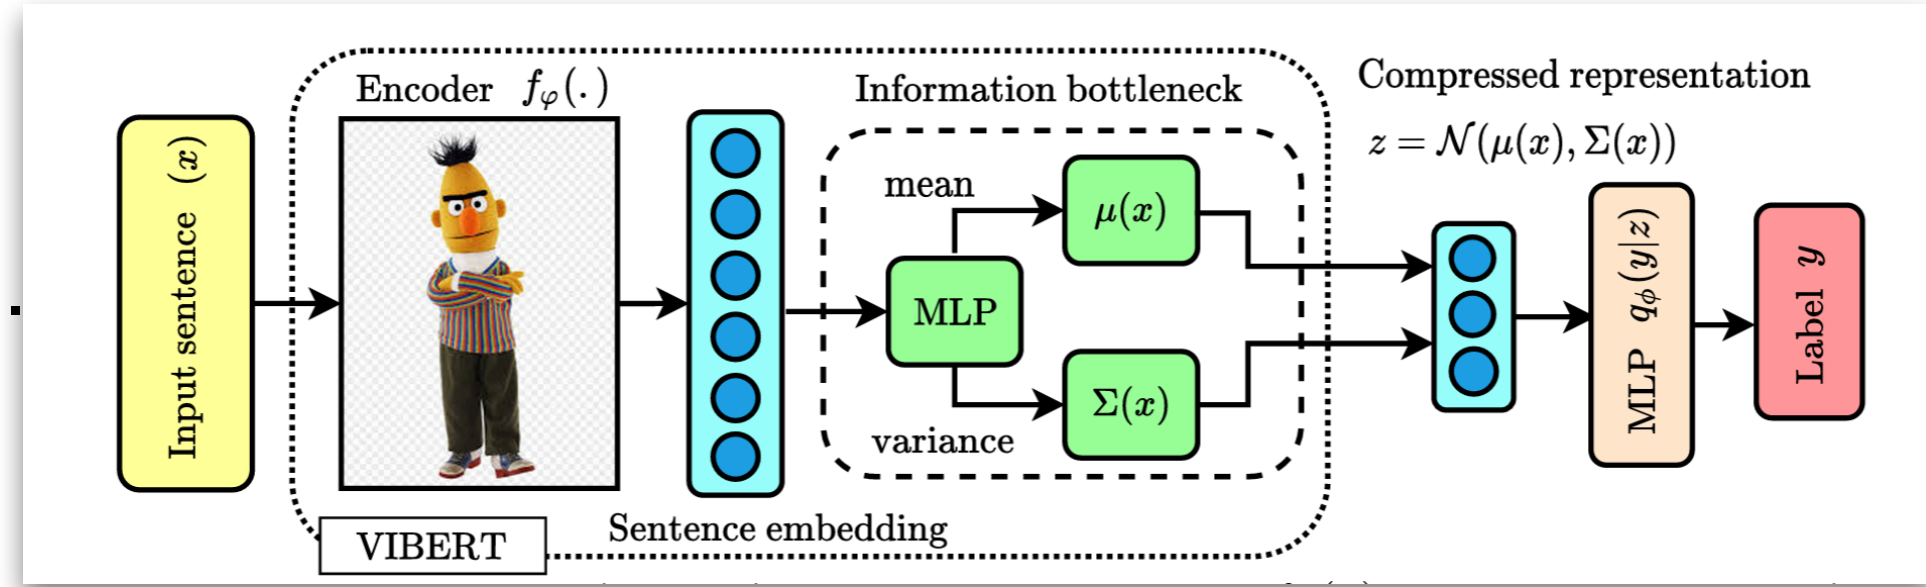 Input sentence (x)
Encoder f_φ(.)
Information bottleneck
mean
μ(x)
MLP
Σ(x)
variance
Sentence embedding
VIBERT
Compressed representation
z = 𝒩(μ(x), Σ(x))
MLP q_ϕ(y|z)
Label y